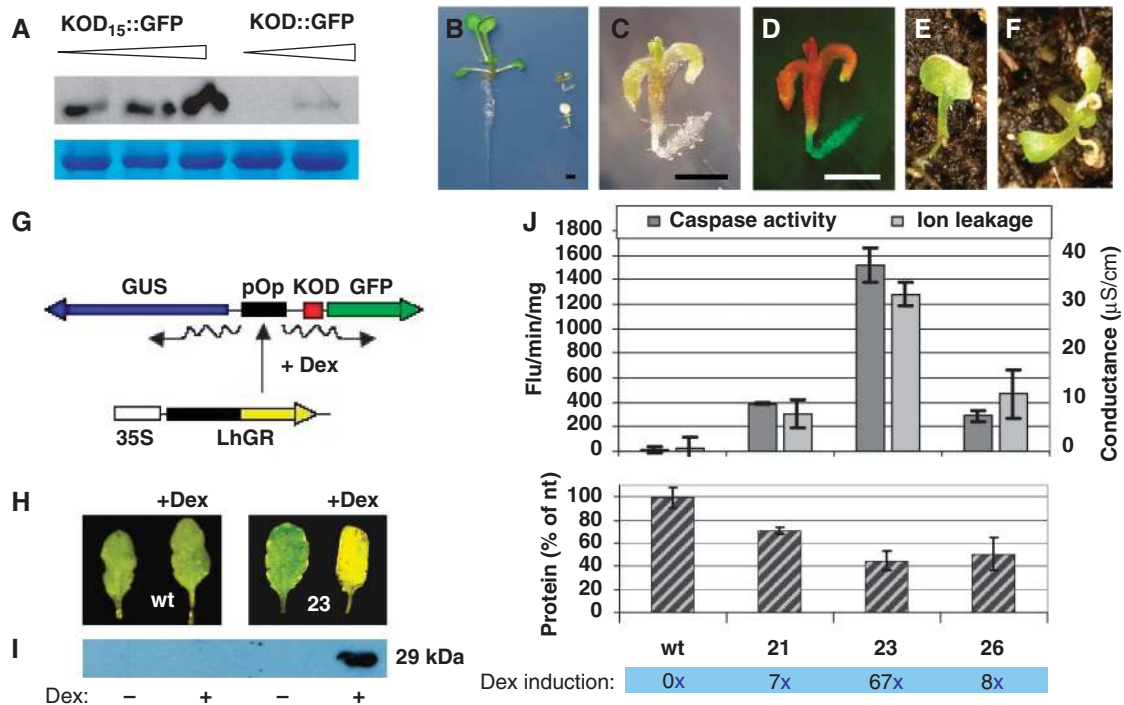 A
KOD15::GFP
KOD::GFP
B
C
D
E
F
G
GUS
pOp
KOD
GFP
+ Dex
35S
LhGR
H
+Dex
+Dex
wt
23
I
29 kDa
Dex:
–
+
–
+
J
Caspase activity
Ion leakage
1800
1600
1400
1200
1000
800
600
400
200
0
Flu/min/mg
40
30
20
10
0
Conductance (µS/cm)
100
80
60
40
20
0
Protein (% of nt)
wt
21
23
26
Dex induction:
0x
7x
67x
8x